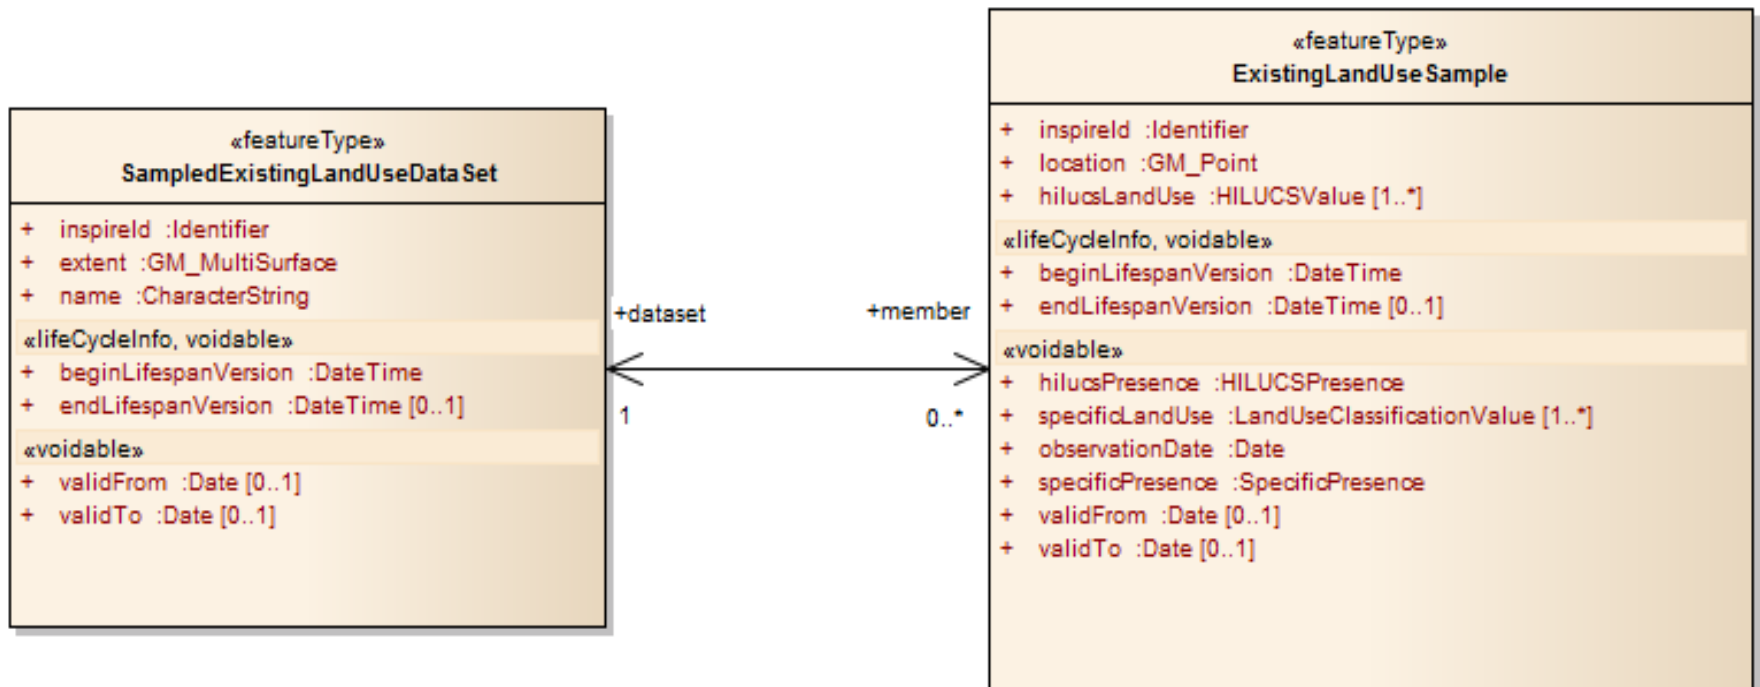 «featureType»
SampledExistingLandUseDataSet
+ inspireId :Identifier
+ extent :GM_MultiSurface
+ name :CharacterString
«lifeCycleInfo, voidable»
+ beginLifespanVersion :DateTime
+ endLifespanVersion :DateTime [0..1]
«voidable»
+ validFrom :Date [0..1]
+ validTo :Date [0..1]
+dataset
1
+member
0..*
«featureType»
ExistingLandUseSample
+ inspireId :Identifier
+ location :GM_Point
+ hilucsLandUse :HILUCSValue [1..*]
«lifeCycleInfo, voidable»
+ beginLifespanVersion :DateTime
+ endLifespanVersion :DateTime [0..1]
«voidable»
+ hilucsPresence :HILUCSPresence
+ specificLandUse :LandUseClassificationValue [1..*]
+ observationDate :Date
+ specificPresence :SpecificPresence
+ validFrom :Date [0..1]
+ validTo :Date [0..1]